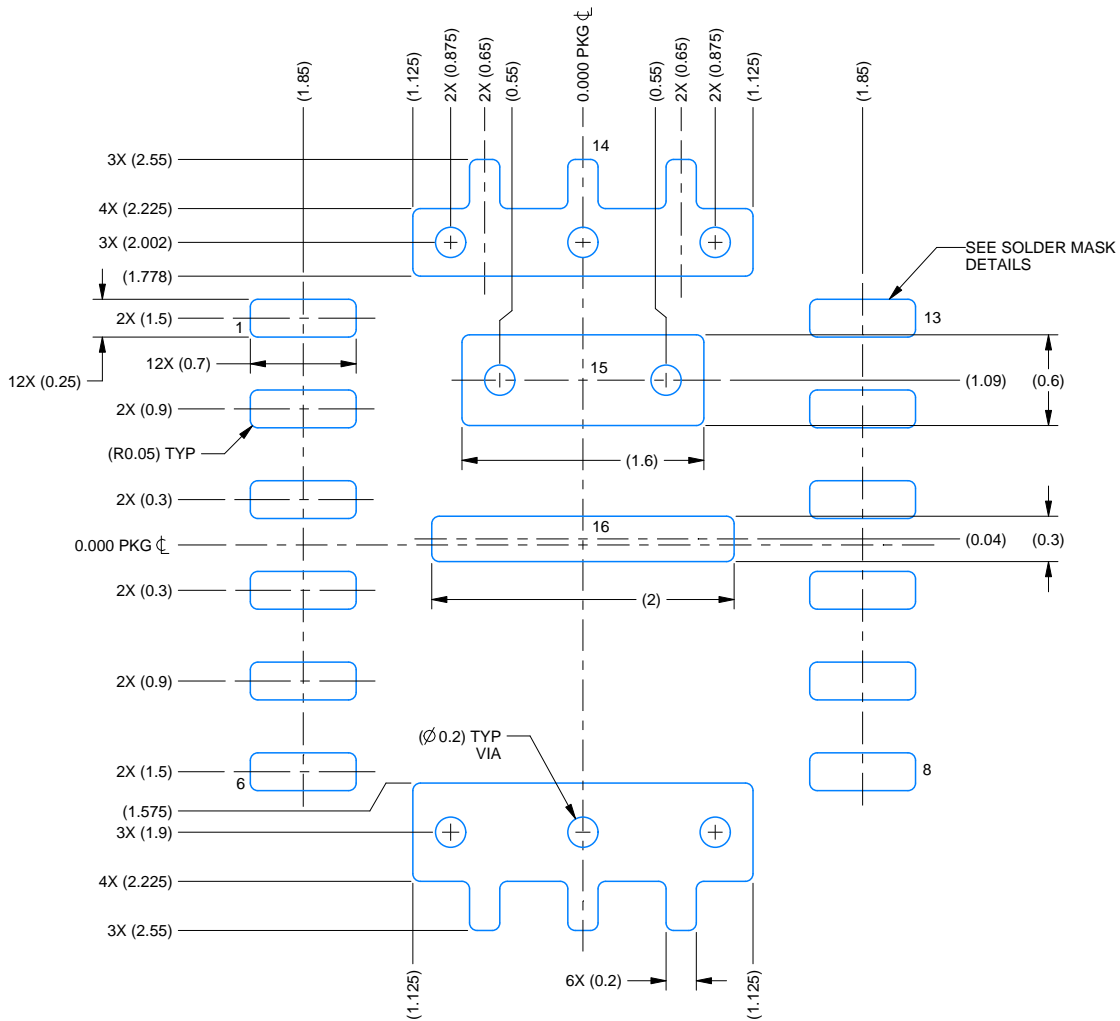 (1.85)
(1.125)
2X (0.875)
2X (0.65)
(0.55)
0.000 PKG ℄
(0.55)
2X (0.65)
2X (0.875)
(1.125)
(1.85)
3X (2.55)
14
4X (2.225)
3X (2.002)
SEE SOLDER MASK
DETAILS
(1.778)
2X (1.5)
1
13
12X (0.7)
12X (0.25)
15
(1.09)
(0.6)
2X (0.9)
(R0.05) TYP
(1.6)
2X (0.3)
16
0.000 PKG ℄
(0.04)
(0.3)
2X (0.3)
(2)
2X (0.9)
(Ø 0.2) TYP
VIA
2X (1.5)
6
8
(1.575)
3X (1.9)
4X (2.225)
3X (2.55)
6X (0.2)
(1.125)
(1.125)